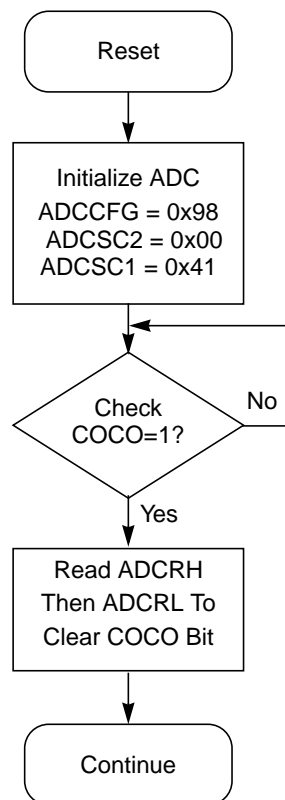 Reset
Initialize ADC
ADCCFG = 0x98
ADCSC2 = 0x00
ADCSC1 = 0x41
Check
COCO=1?
No
Yes
Read ADCRH
Then ADCRL To
Clear COCO Bit
Continue